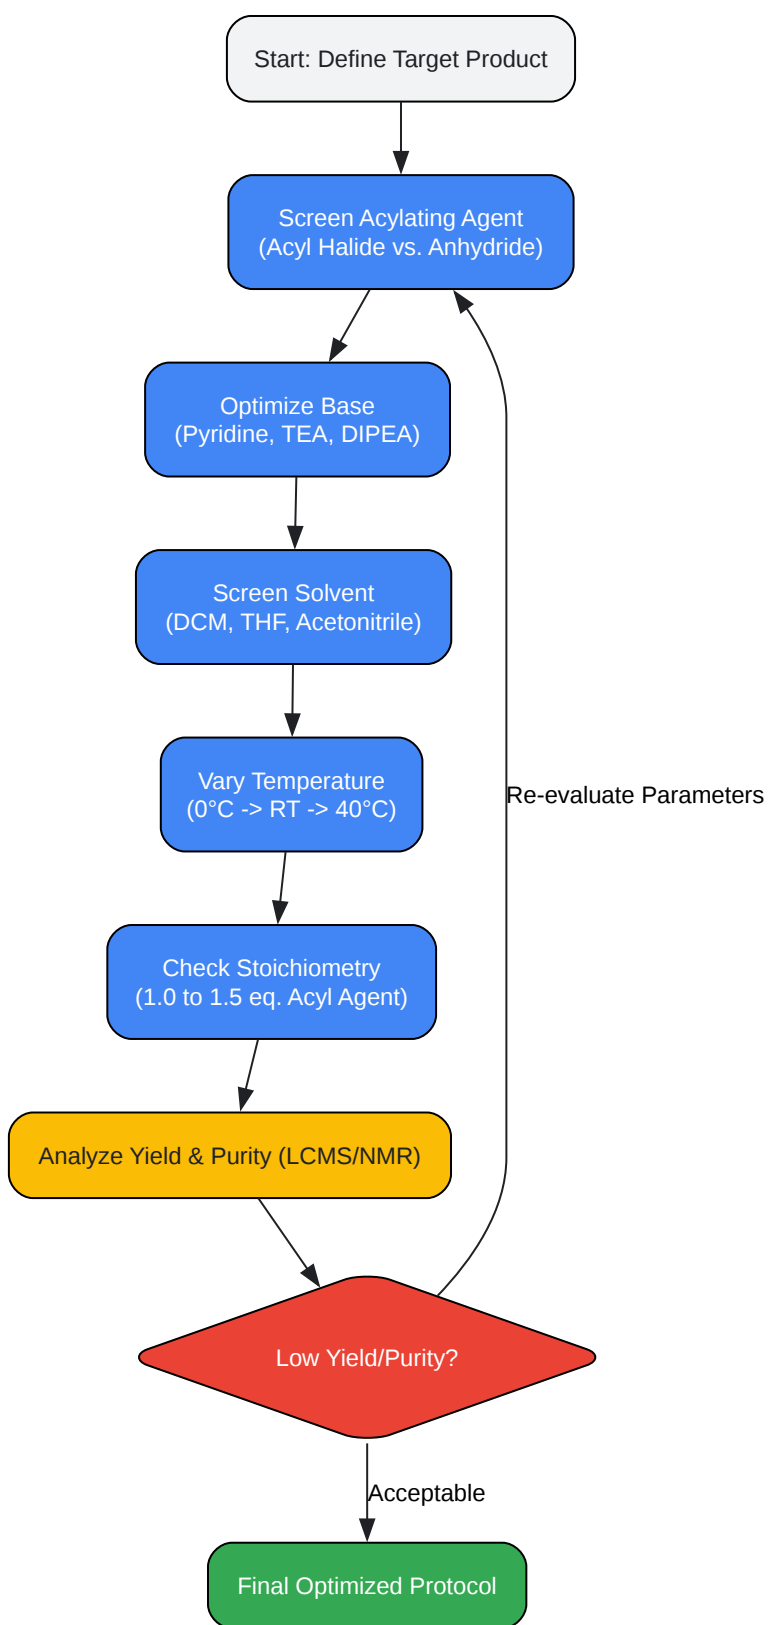 Start: Define Target Product
Screen Acylating Agent
(Acyl Halide vs. Anhydride)
Optimize Base
(Pyridine, TEA, DIPEA)
Screen Solvent
(DCM, THF, Acetonitrile)
Vary Temperature
(0°C -> RT -> 40°C)
Re-evaluate Parameters
Check Stoichiometry
(1.0 to 1.5 eq. Acyl Agent)
Analyze Yield & Purity (LCMS/NMR)
Low Yield/Purity?
Acceptable
Final Optimized Protocol